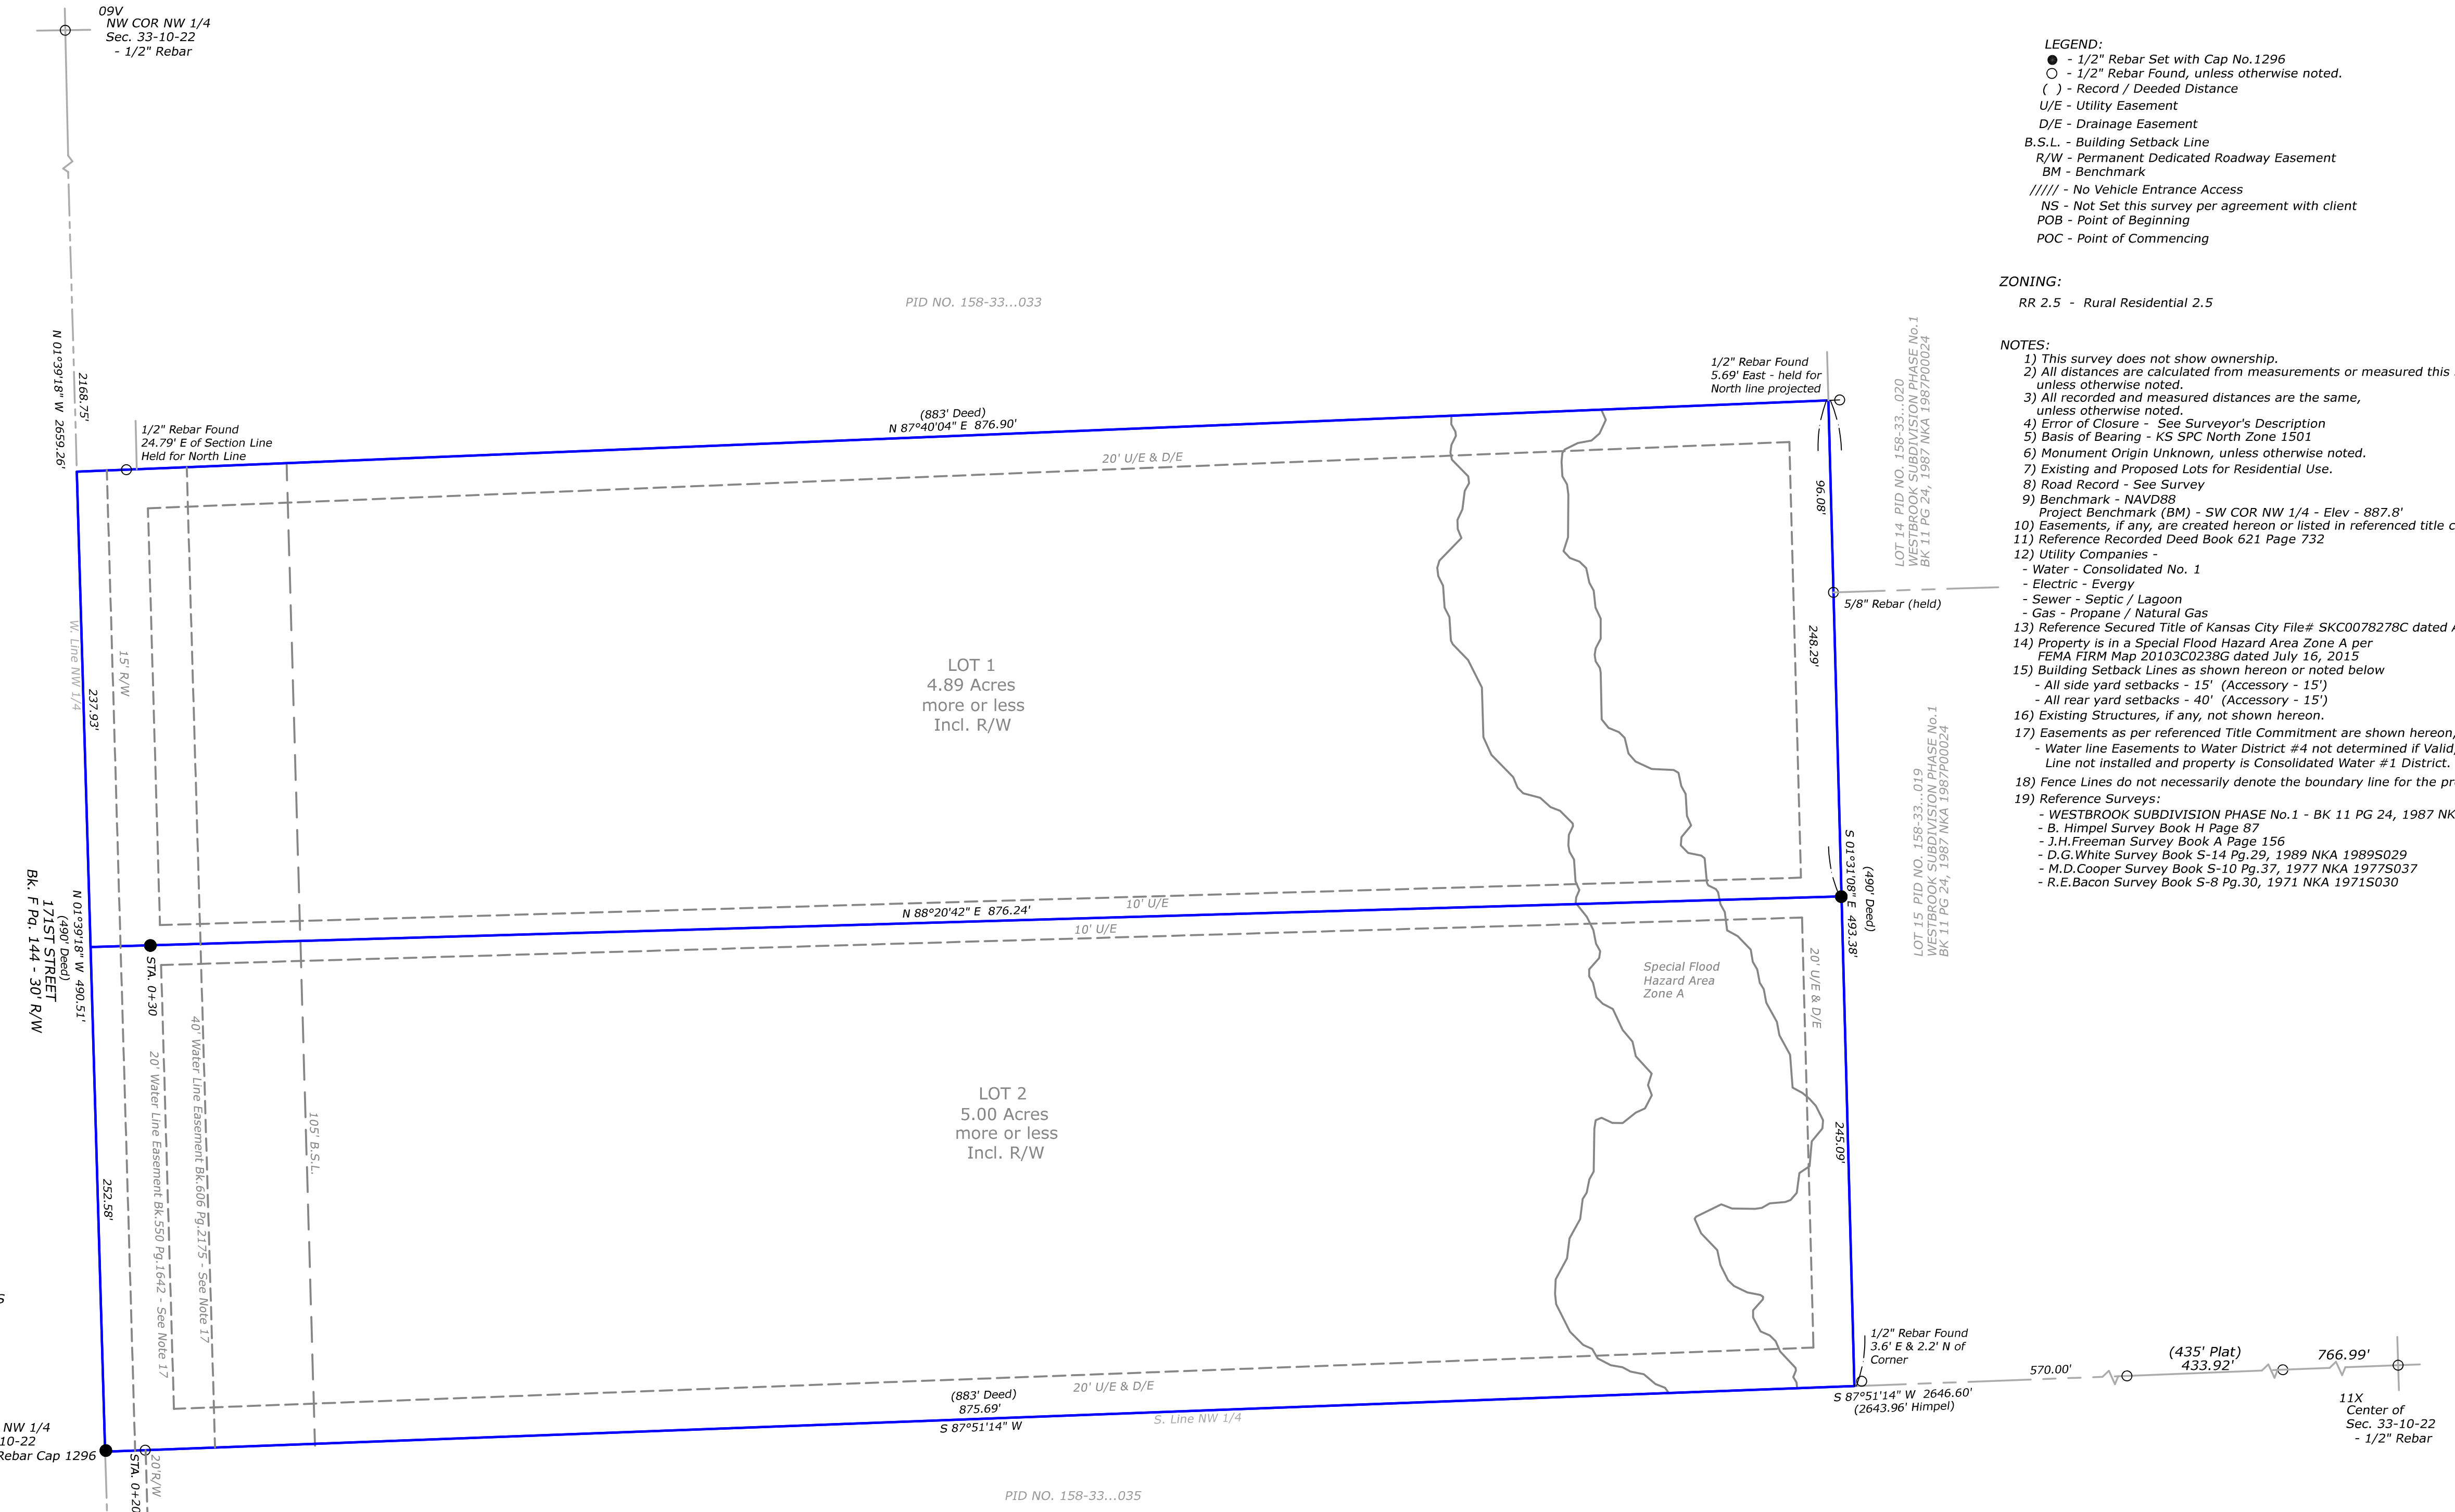 09V
NW COR NW 1/4
Sec. 33-10-22
- 1/2" Rebar
LEGEND:
- 1/2" Rebar Set with Cap No.1296
- 1/2" Rebar Found, unless otherwise noted.
( ) - Record / Deeded Distance
U/E - Utility Easement
D/E - Drainage Easement
B.S.L. - Building Setback Line
R/W - Permanent Dedicated Roadway Easement
BM - Benchmark
///// - No Vehicle Entrance Access
NS - Not Set this survey per agreement with client
POB - Point of Beginning
POC - Point of Commencing
ZONING:
RR 2.5 - Rural Residential 2.5
NOTES:
1) This survey does not show ownership.
2) All distances are calculated from measurements or measured this
unless otherwise noted.
3) All recorded and measured distances are the same,
unless otherwise noted.
4) Error of Closure - See Surveyor's Description
5) Basis of Bearing - KS SPC North Zone 1501
6) Monument Origin Unknown, unless otherwise noted.
7) Existing and Proposed Lots for Residential Use.
8) Road Record - See Survey
9) Benchmark - NAVD88
Project Benchmark (BM) - SW COR NW 1/4 - Elev - 887.8'
10) Easements, if any, are created hereon or listed in referenced title c
11) Reference Recorded Deed Book 621 Page 732
12) Utility Companies -
- Water - Consolidated No. 1
- Electric - Evergy
- Sewer - Septic / Lagoon
- Gas - Propane / Natural Gas
13) Reference Secured Title of Kansas City File# SKC0078278C dated A
14) Property is in a Special Flood Hazard Area Zone A per
FEMA FIRM Map 20103C0238G dated July 16, 2015
15) Building Setback Lines as shown hereon or noted below
- All side yard setbacks - 15' (Accessory - 15')
- All rear yard setbacks - 40' (Accessory - 15')
16) Existing Structures, if any, not shown hereon.
17) Easements as per referenced Title Commitment are shown hereon,
- Water line Easements to Water District #4 not determined if Valid,
Line not installed and property is Consolidated Water #1 District.
18) Fence Lines do not necessarily denote the boundary line for the pr
19) Reference Surveys:
- WESTBROOK SUBDIVISION PHASE No.1 - BK 11 PG 24, 1987 NK
- B. Himpel Survey Book H Page 87
- J.H.Freeman Survey Book A Page 156
- D.G.White Survey Book S-14 Pg.29, 1989 NKA 1989S029
- M.D.Cooper Survey Book S-10 Pg.37, 1977 NKA 1977S037
- R.E.Bacon Survey Book S-8 Pg.30, 1971 NKA 1971S030
PID NO. 158-33...033
N 01°39'18" W 2659.26'
2168.75'
1/2" Rebar Found
24.79' E of Section Line
Held for North Line
(883' Deed)
N 87°40'04" E 876.90'
20' U/E & D/E
1/2" Rebar Found
5.69' East - held for
North line projected
LOT 14 PID NO. 158-33...020
WESTBROOK SUBDIVISION PHASE No.1
BK 11 PG 24, 1987 NKA 1987P00024
96.08'
5/8" Rebar (held)
248.29'
W. Line NW 1/4
15' R/W
237.93'
LOT 1
4.89 Acres
more or less
Incl. R/W
LOT 15 PID NO. 158-33...019
WESTBROOK SUBDIVISION PHASE No.1
BK 11 PG 24, 1987 NKA 1987P00024
S 01°31'08" E 493.38'
(490' Deed)
N 01°39'18" W 490.51'
(490' Deed)
171ST STREET
Bk. F Pg. 144 - 30' R/W
10' U/E
N 88°20'42" E 876.24'
10' U/E
STA. 0+30
Special Flood
Hazard Area
Zone A
20' U/E & D/E
20' Water Line Easement Bk.550 Pg.1642 - See Note 17
40' Water Line Easement Bk.606 Pg.2175 - See Note 17
105' B.S.L.
252.58'
LOT 2
5.00 Acres
more or less
Incl. R/W
245.09'
S
1/2" Rebar Found
3.6' E & 2.2' N of
Corner
570.00'
(435' Plat)
433.92'
766.99'
S 87°51'14" W 2646.60'
(2643.96' Himpel)
11X
Center of
Sec. 33-10-22
- 1/2" Rebar
20' U/E & D/E
(883' Deed)
875.69'
S 87°51'14" W
S. Line NW 1/4
NW 1/4
10-22
Rebar Cap 1296
STA. 0+20
20'R/W
PID NO. 158-33...035